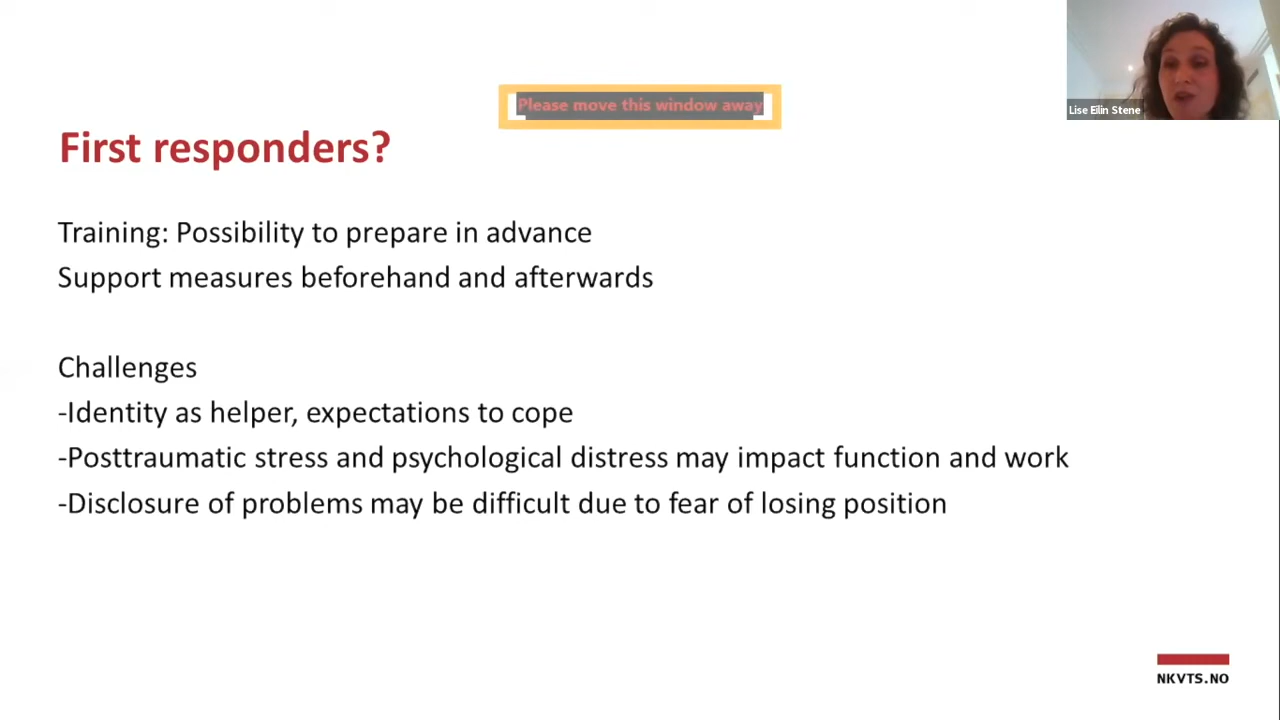 Please move this window away
Lise Eilin Stene
First responders?
Training: Possibility to prepare in advance
Support measures beforehand and afterwards
Challenges
-Identity as helper, expectations to cope
-Posttraumatic stress and psychological distress may impact function and work
-Disclosure of problems may be difficult due to fear of losing position
NKVTS.NO